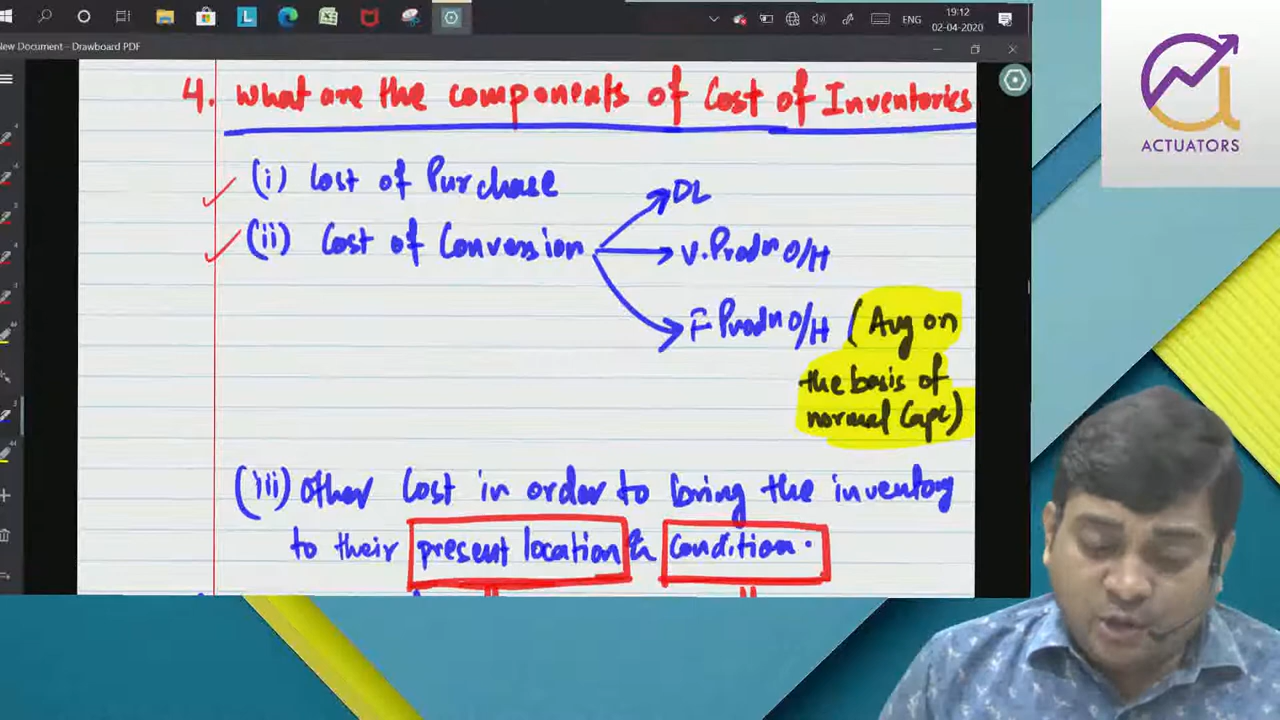 19:12
ENG
02-04-2020
New Document - Drawboard PDF
ACTUATORS
4. What are the components of Cost of Inventories
(i) Cost of Purchase
DL
(ii) Cost of Conversion
V. Prodn O/H
F Prodn O/H (Avg on
the basis of
normal Capc)
(iii) Other Cost in order to bring the inventory
to their present location & Condition.